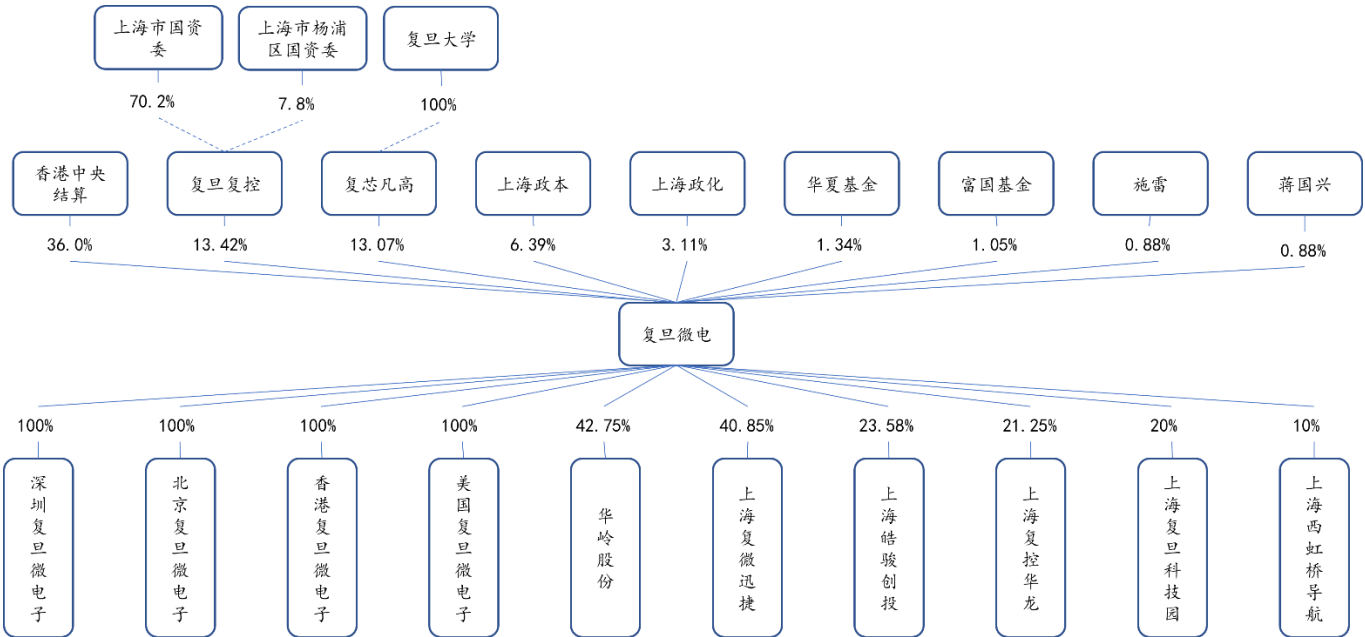 上海市国资
委
上海市杨浦
区国资委
复旦大学
70.2%
7.8%
100%
香港中央
结算
复旦复控
复芯凡高
上海政本
上海政化
华夏基金
富国基金
施雷
蒋国兴
36.0%
13.42%
13.07%
6.39%
3.11%
1.34%
1.05%
0.88%
0.88%
复旦微电
100%
100%
100%
100%
42.75%
40.85%
23.58%
21.25%
20%
10%
深圳复旦微电子
北京复旦微电子
香港复旦微电子
美国复旦微电子
华岭股份
上海复微迅捷
上海皓骏创投
上海复控华龙
上海复旦科技园
上海西虹桥导航